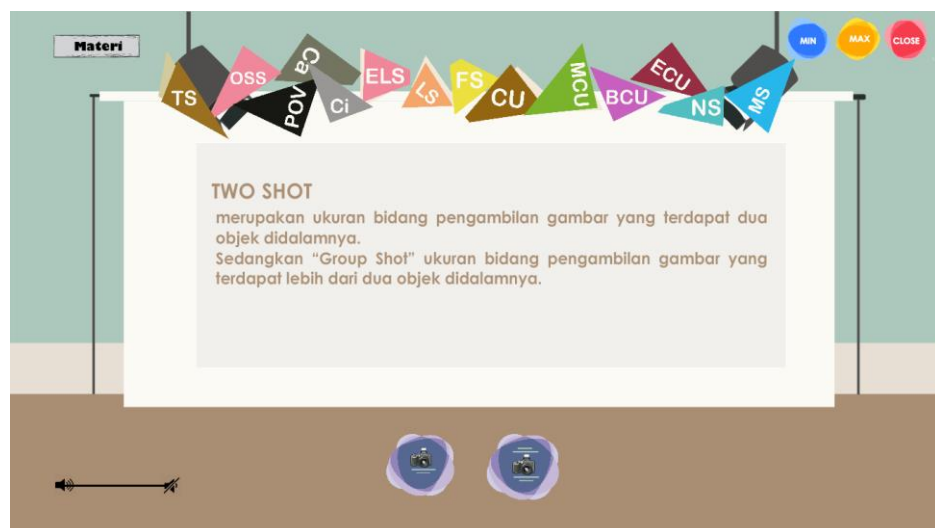 Materi
MIN
MAX
CLOSE
TS
OSS
Ca
POV
Ci
ELS
LS
FS
CU
MCU
BCU
ECU
NS
MS
TWO SHOT
merupakan ukuran bidang pengambilan gambar yang terdapat dua
objek didalamnya.
Sedangkan “Group Shot” ukuran bidang pengambilan gambar yang
terdapat lebih dari dua objek didalamnya.